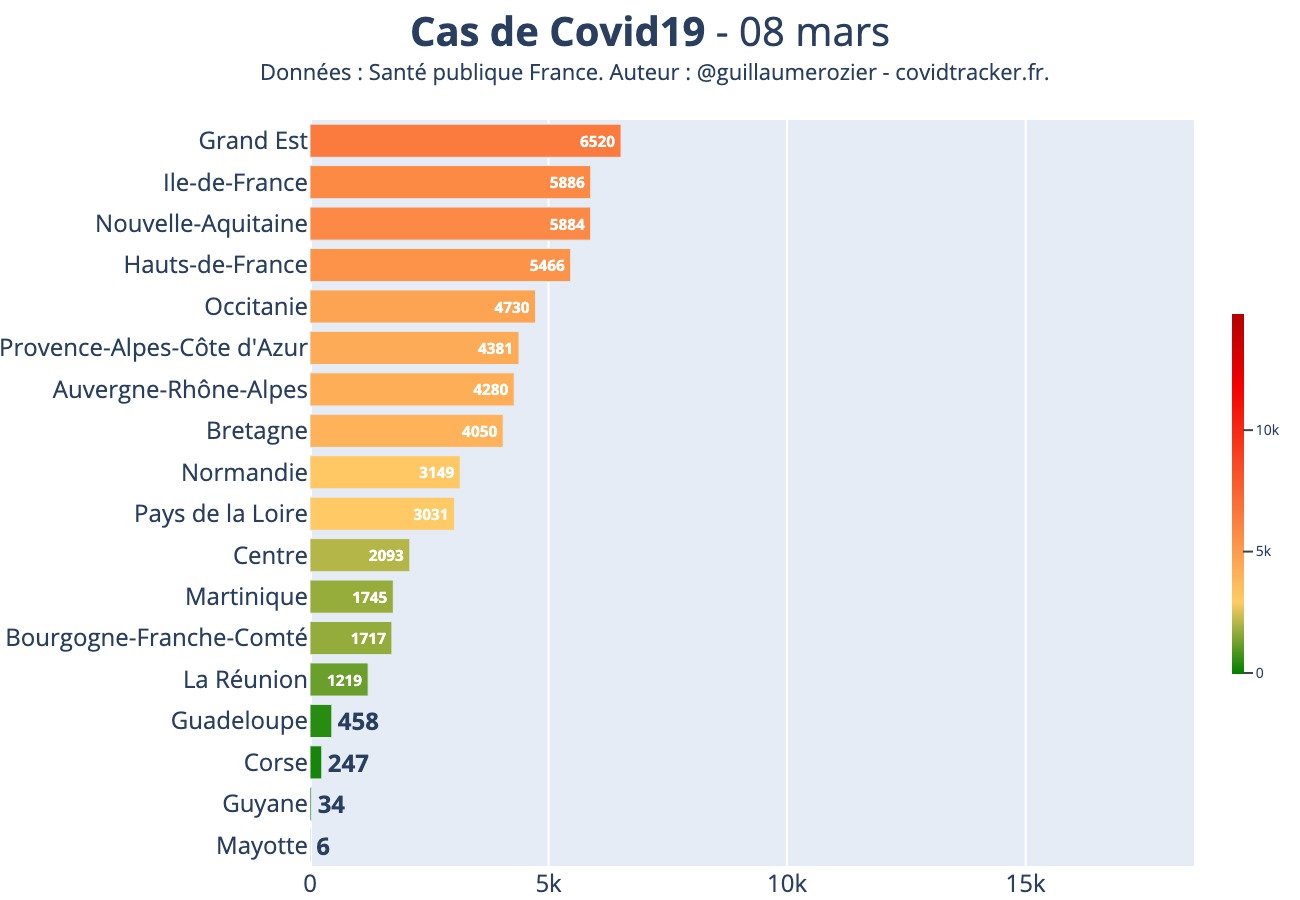 Cas de Covid19 - 08 mars
Données : Santé publique France. Auteur : @guillaumerozier - covidtracker.fr.
Grand Est 6520
Ile-de-France 5886
Nouvelle-Aquitaine 5884
Hauts-de-France 5466
Occitanie 4730
Provence-Alpes-Côte d'Azur 4381
Auvergne-Rhône-Alpes 4280
Bretagne 4050
Normandie 3149
Pays de la Loire 3031
Centre 2093
Martinique 1745
Bourgogne-Franche-Comté 1717
La Réunion 1219
Guadeloupe 458
Corse 247
Guyane 34
Mayotte 6
0 5k 10k 15k
10k
5k
0